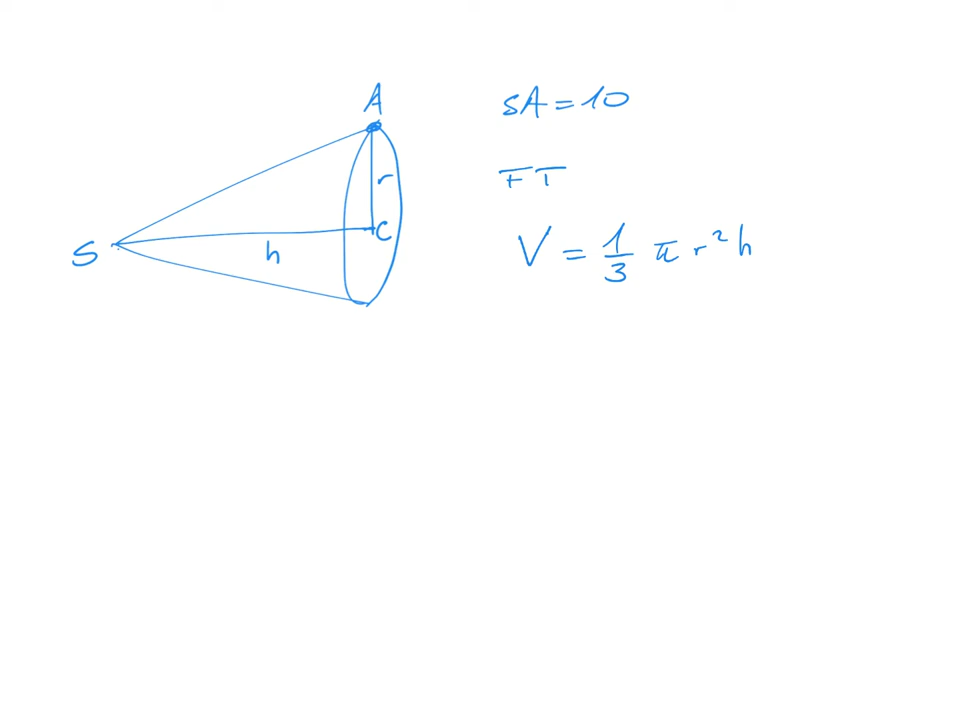 A
r
C
h
S
SA = 10
FT
V = 1/3 π r² h